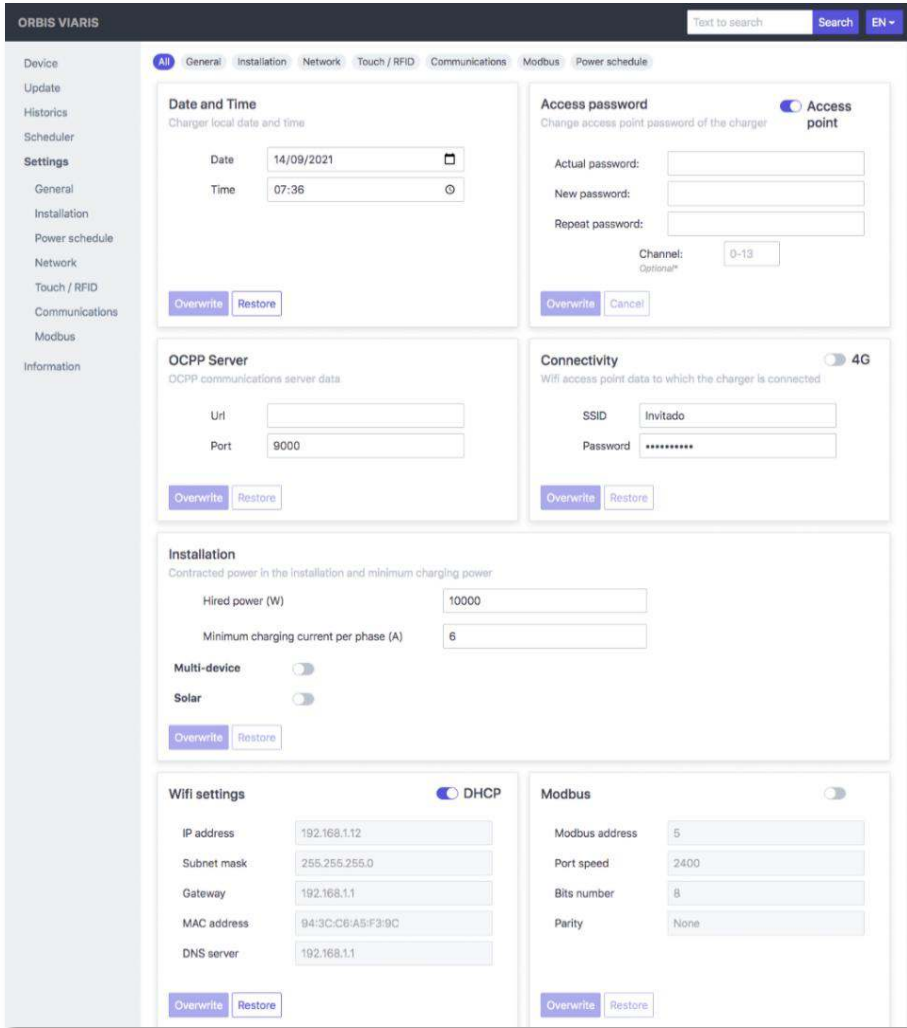 ORBIS VIARIS
Text to search
Search
EN
Device
Update
Historics
Scheduler
Settings
General
Installation
Power schedule
Network
Touch / RFID
Communications
Modbus
Information
All General Installation Network Touch / RFID Communications Modbus Power schedule
Date and Time
Charger local date and time
Date 14/09/2021
Time 07:36
Overwrite Restore
Access password
Access point
Change access point password of the charger
Actual password:
New password:
Repeat password:
Channel: 0-13
Optional*
Overwrite Cancel
OCPP Server
OCPP communications server data
Url
Port 9000
Overwrite Restore
Connectivity 4G
Wifi access point data to which the charger is connected
SSID Invitado
Password ••••••••••
Overwrite Restore
Installation
Contracted power in the installation and minimum charging power
Hired power (W) 10000
Minimum charging current per phase (A) 6
Multi-device
Solar
Overwrite Restore
Wifi settings DHCP
IP address 192.168.1.12
Subnet mask 255.255.255.0
Gateway 192.168.1.1
MAC address 94:3C:C6:A5:F3:9C
DNS server 192.168.1.1
Overwrite Restore
Modbus
Modbus address 5
Port speed 2400
Bits number 8
Parity None
Overwrite Restore